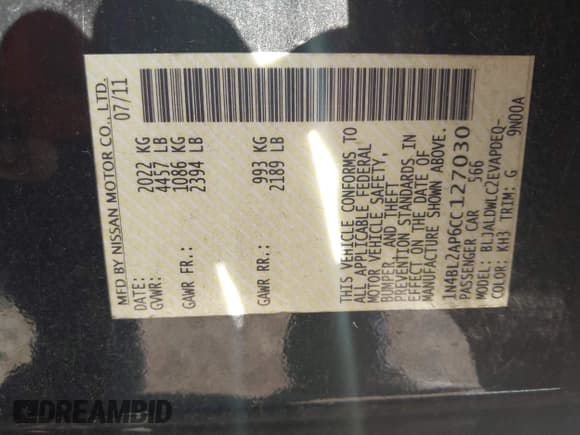 MFD BY NISSAN MOTOR CO., LTD.
DATE: 07/11
GVWR: 2022 KG
4457 LB
GAWR FR: 1086 KG
2394 LB
GAWR RR: 993 KG
2189 LB
THIS VEHICLE CONFORMS TO
ALL APPLICABLE FEDERAL
MOTOR VEHICLE SAFETY,
BUMPER, AND THEFT
PREVENTION STANDARDS IN
EFFECT ON THE DATE OF
MANUFACTURE SHOWN ABOVE.
1N4BL2AP6CC127030
PASSENGER CAR 566
MODEL: BLJALDWLC2EVAPDEQ-
COLOR: KH3 TRIM: G 9N00A
DREAMBID